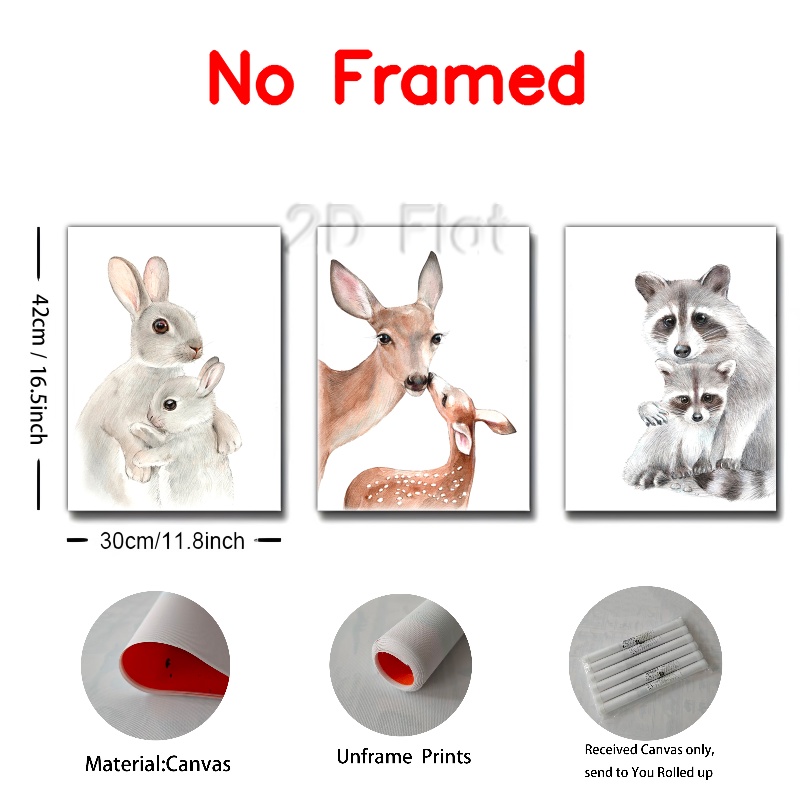 No Framed
2D Flat
42cm / 16.5inch
30cm/11.8inch
Material:Canvas
Unframe Prints
Received Canvas only,
send to You Rolled up